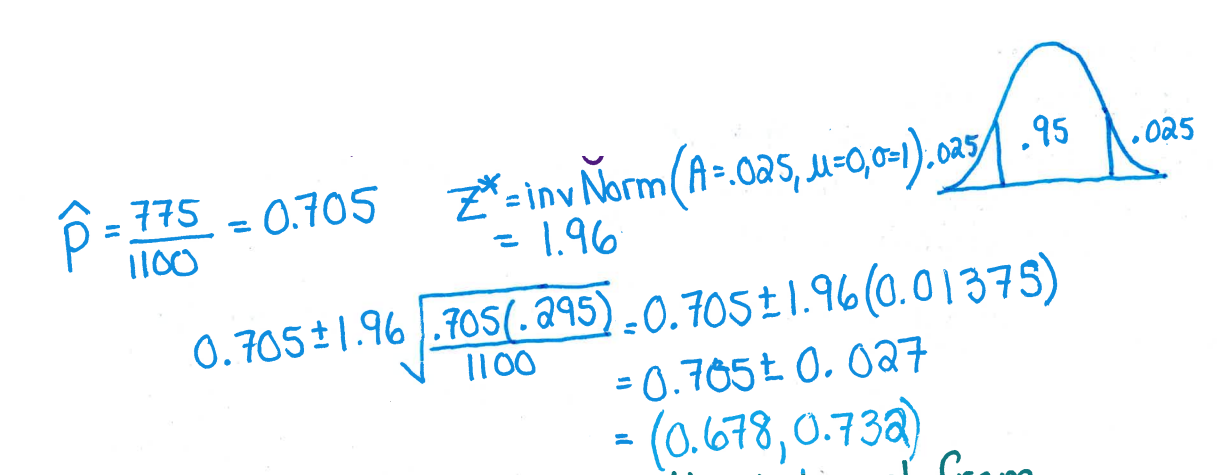 p̂ = 775/1100 = 0.705
z* = invNorm(A=.025, μ=0, σ=1)
= 1.96
.025 .95 .025
0.705 ± 1.96 √(.705(.295)/1100) = 0.705 ± 1.96(0.01375)
= 0.705 ± 0.027
= (0.678, 0.732)
from